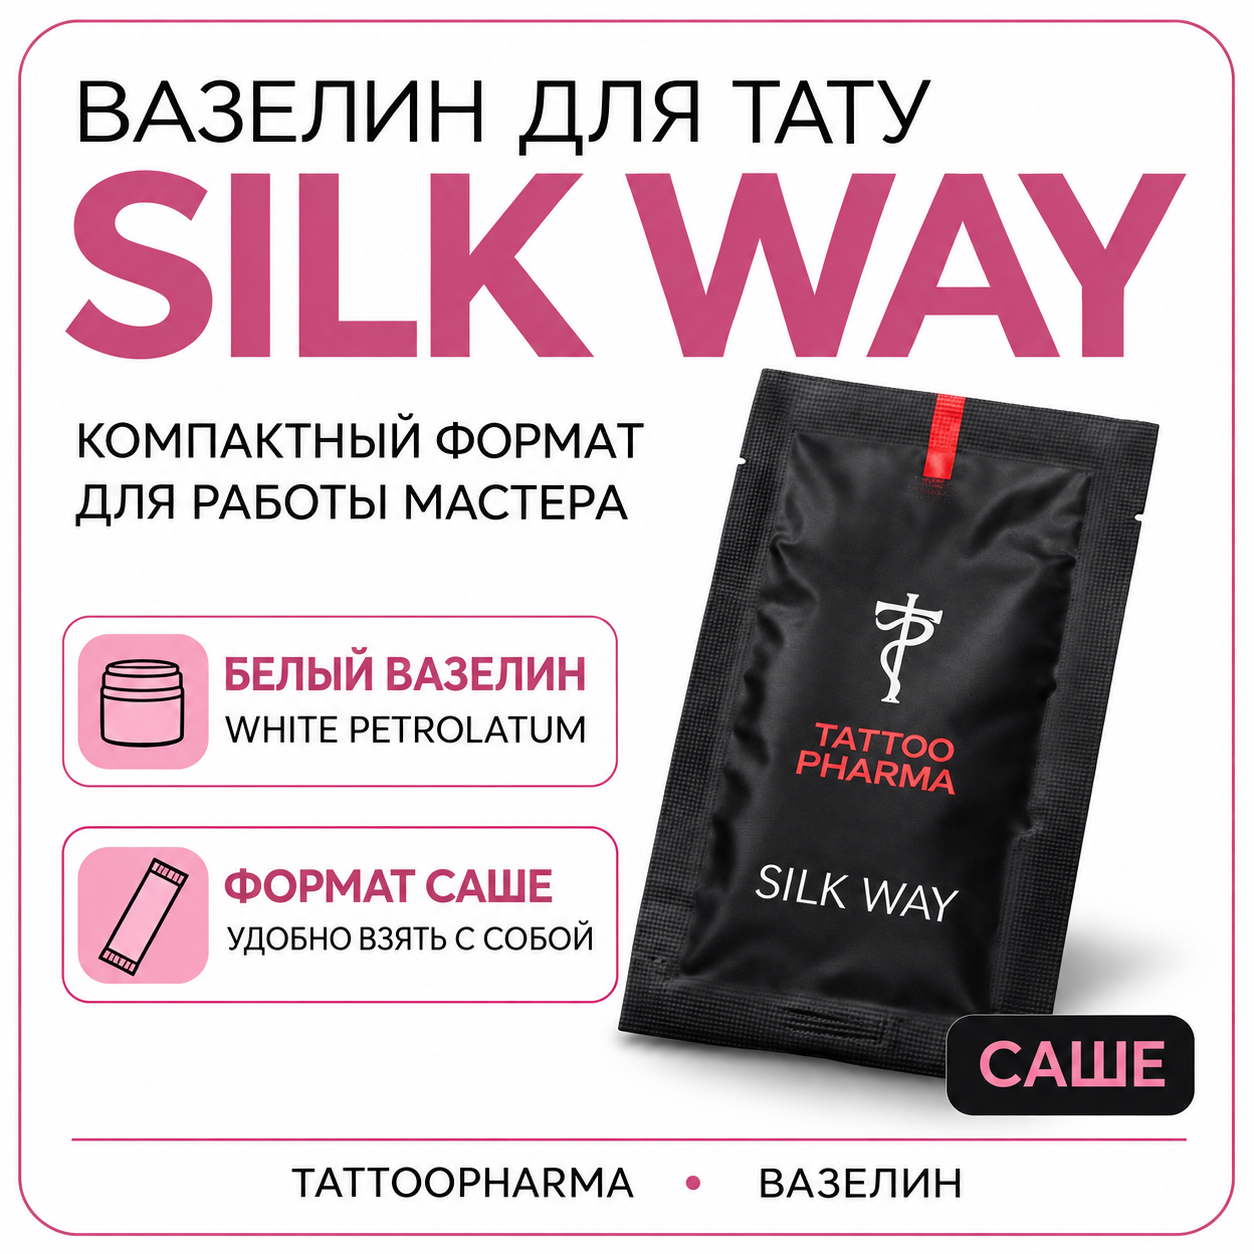 ВАЗЕЛИН ДЛЯ ТАТУ
SILK WAY
КОМПАКТНЫЙ ФОРМАТ
ДЛЯ РАБОТЫ МАСТЕРА
БЕЛЫЙ ВАЗЕЛИН
WHITE PETROLATUM
ФОРМАТ САШЕ
УДОБНО ВЗЯТЬ С СОБОЙ
TATTOO
PHARMA
SILK WAY
САШЕ
TATTOOPHARMA • ВАЗЕЛИН